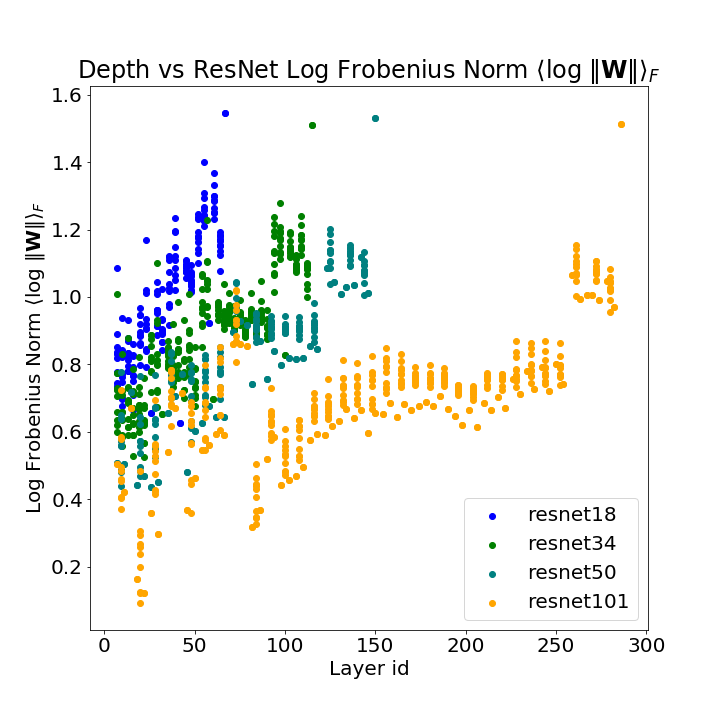 Depth vs ResNet Log Frobenius Norm ⟨log ‖W‖⟩F
1.6
1.4
1.2
1.0
0.8
0.6
0.4
0.2
Log Frobenius Norm ⟨log ‖W‖⟩F
resnet18
resnet34
resnet50
resnet101
0 50 100 150 200 250 300
Layer id